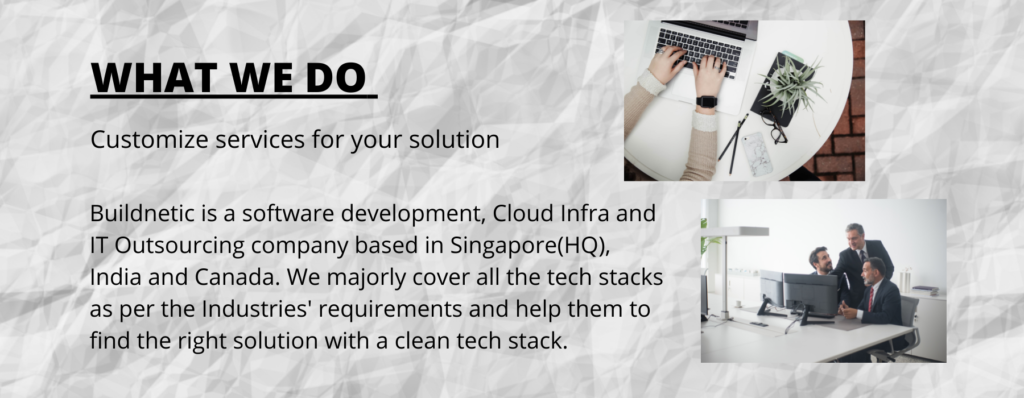 WHAT WE DO
Customize services for your solution
Buildnetic is a software development, Cloud Infra and
IT Outsourcing company based in Singapore(HQ),
India and Canada. We majorly cover all the tech stacks
as per the Industries' requirements and help them to
find the right solution with a clean tech stack.